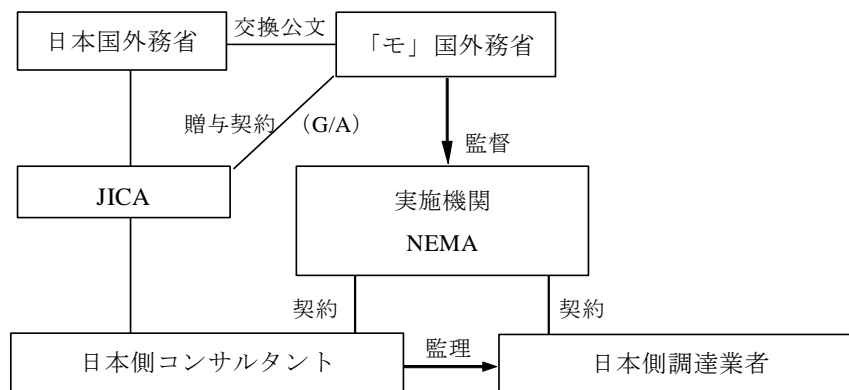 日本国外務省
交換公文
「モ」国外務省
贈与契約
(G/A)
監督
JICA
実施機関
NEMA
契約
契約
日本側コンサルタント
監理
日本側調達業者